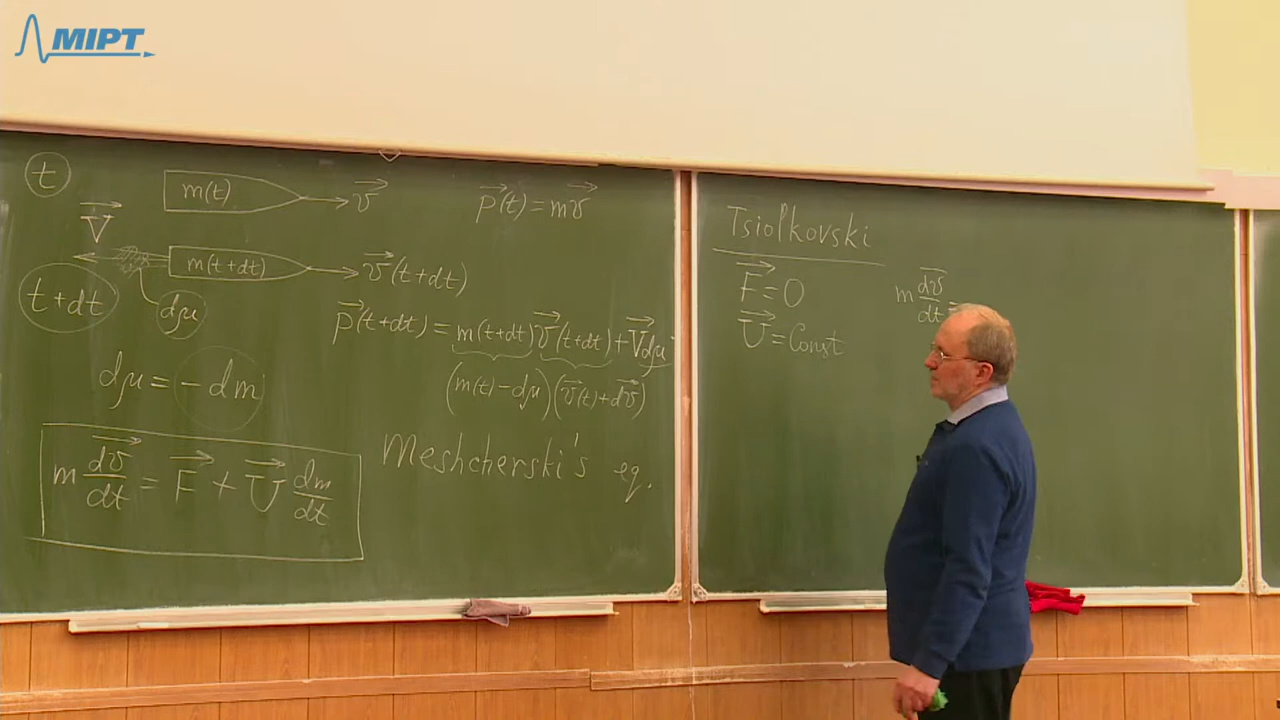 MIPT
t
m(t) v⃗ p⃗(t) = mv⃗
V⃗
m(t+dt) v⃗(t+dt)
t+dt dμ
p⃗(t+dt) = m(t+dt)v⃗(t+dt) + V⃗dμ
(m(t) − dμ)(v⃗(t) + dv⃗)
dμ = −dm
Meshcherski's eq.
m dv⃗/dt = F⃗ + U⃗ dm/dt
Tsiolkovski
F⃗ = 0
m dv⃗/dt =
U⃗ = Const